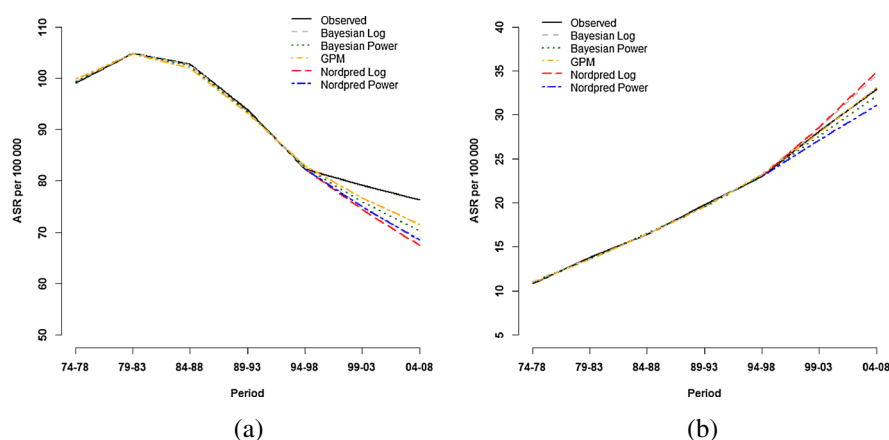 Observed
Bayesian Log
Bayesian Power
GPM
Nordpred Log
Nordpred Power
ASR per 100 000
110
100
90
80
70
60
50
74-78 79-83 84-88 89-93 94-98 99-03 04-08
Period
(a)
Observed
Bayesian Log
Bayesian Power
GPM
Nordpred Log
Nordpred Power
ASR per 100 000
40
35
30
25
20
15
10
5
74-78 79-83 84-88 89-93 94-98 99-03 04-08
Period
(b)